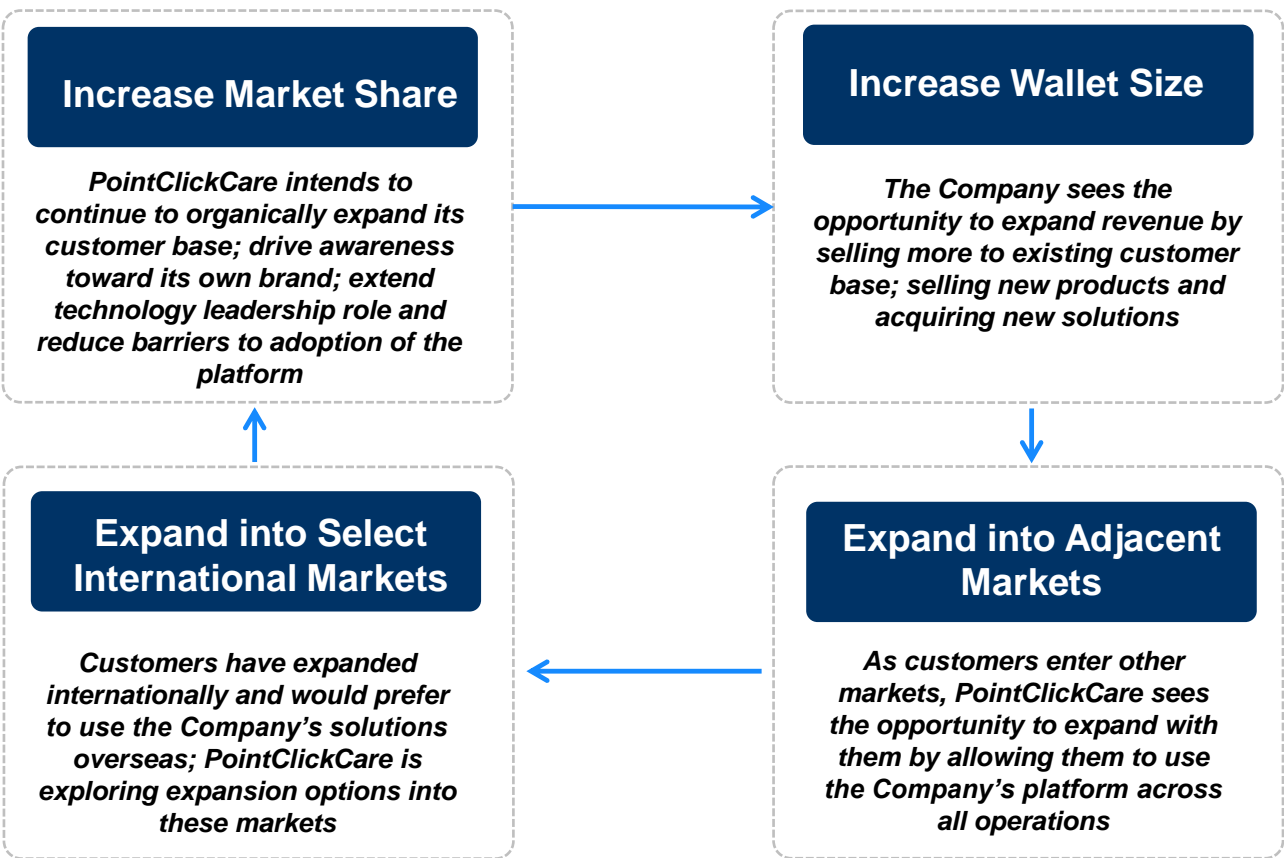 Increase Market Share
PointClickCare intends to
continue to organically expand its
customer base; drive awareness
toward its own brand; extend
technology leadership role and
reduce barriers to adoption of the
platform
Increase Wallet Size
The Company sees the
opportunity to expand revenue by
selling more to existing customer
base; selling new products and
acquiring new solutions
Expand into Select
International Markets
Customers have expanded
internationally and would prefer
to use the Company’s solutions
overseas; PointClickCare is
exploring expansion options into
these markets
Expand into Adjacent
Markets
As customers enter other
markets, PointClickCare sees
the opportunity to expand with
them by allowing them to use
the Company’s platform across
all operations